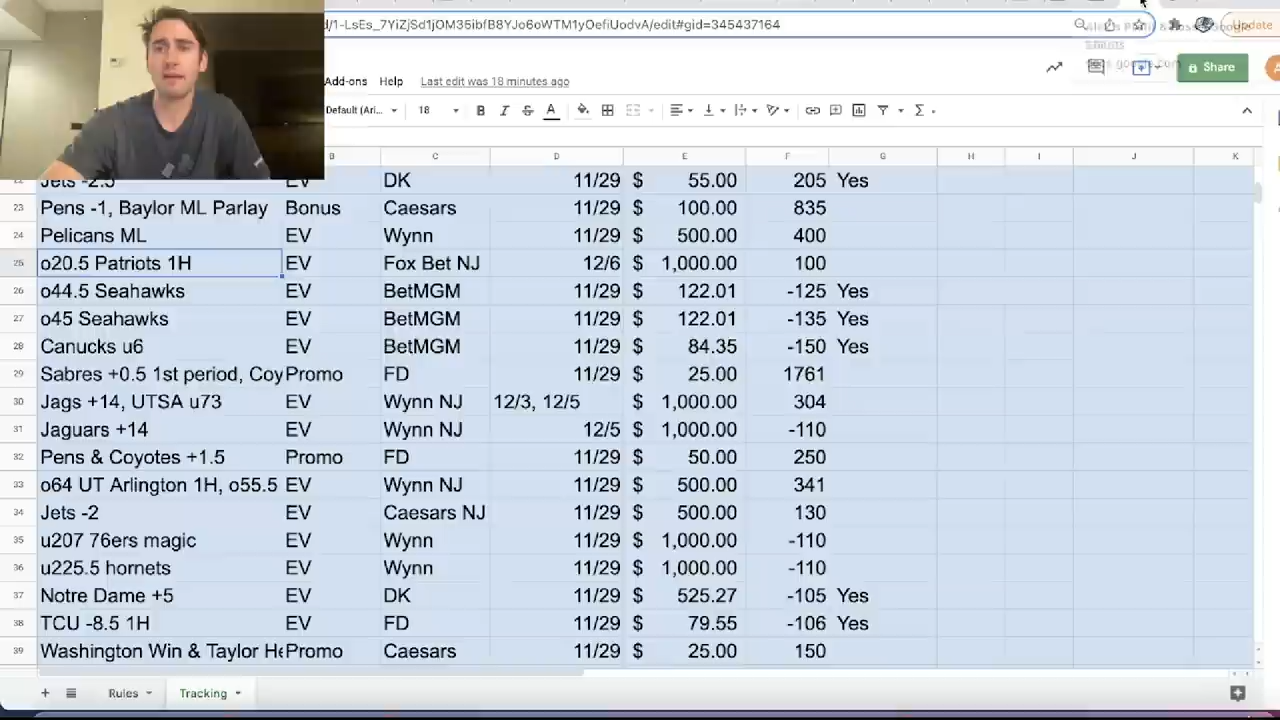 /1-LsEs_7YiZjSd1jOM35ibfB8YJo6oWTM1yOefiUodvA/edit#gid=345437164
Update
Add-ons Help Last edit was 18 minutes ago
Share
Default (Ari... 18 B I S A
B C D E F G H I J K
22 Jets -2.5 EV DK 11/29 $ 55.00 205 Yes
23 Pens -1, Baylor ML Parlay Bonus Caesars 11/29 $ 100.00 835
24 Pelicans ML EV Wynn 11/29 $ 500.00 400
25 o20.5 Patriots 1H EV Fox Bet NJ 12/6 $ 1,000.00 100
26 o44.5 Seahawks EV BetMGM 11/29 $ 122.01 -125 Yes
27 o45 Seahawks EV BetMGM 11/29 $ 122.01 -135 Yes
28 Canucks u6 EV BetMGM 11/29 $ 84.35 -150 Yes
29 Sabres +0.5 1st period, Coy Promo FD 11/29 $ 25.00 1761
30 Jags +14, UTSA u73 EV Wynn NJ 12/3, 12/5 $ 1,000.00 304
31 Jaguars +14 EV Wynn NJ 12/5 $ 1,000.00 -110
32 Pens & Coyotes +1.5 Promo FD 11/29 $ 50.00 250
33 o64 UT Arlington 1H, o55.5 EV Wynn NJ 11/29 $ 500.00 341
34 Jets -2 EV Caesars NJ 11/29 $ 500.00 130
35 u207 76ers magic EV Wynn 11/29 $ 1,000.00 -110
36 u225.5 hornets EV Wynn 11/29 $ 1,000.00 -110
37 Notre Dame +5 EV DK 11/29 $ 525.27 -105 Yes
38 TCU -8.5 1H EV FD 11/29 $ 79.55 -106 Yes
39 Washington Win & Taylor He Promo Caesars 11/29 $ 25.00 150
Rules Tracking